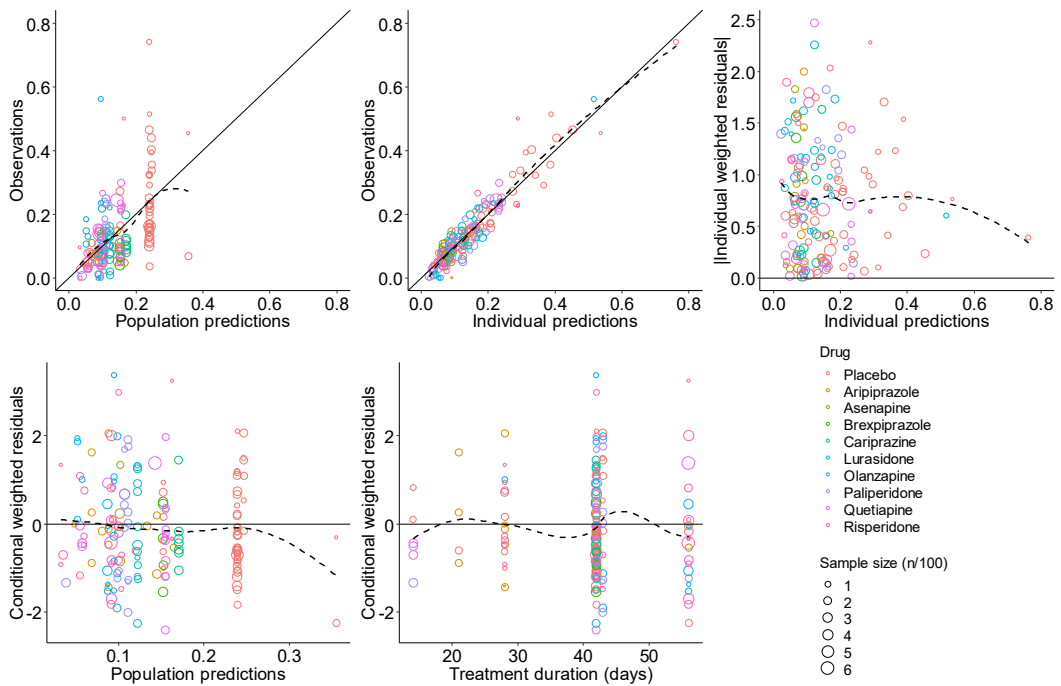 Observations
0.8
0.6
0.4
0.2
0.0
0.0 0.2 0.4 0.6 0.8
Population predictions
Observations
0.8
0.6
0.4
0.2
0.0
0.0 0.2 0.4 0.6 0.8
Individual predictions
|Individual weighted residuals|
2.5
2.0
1.5
1.0
0.5
0.0
0.0 0.2 0.4 0.6 0.8
Individual predictions
Conditional weighted residuals
2
0
-2
0.1 0.2 0.3
Population predictions
Conditional weighted residuals
2
0
-2
20 30 40 50
Treatment duration (days)
Drug
Placebo
Aripiprazole
Asenapine
Brexpiprazole
Cariprazine
Lurasidone
Olanzapine
Paliperidone
Quetiapine
Risperidone
Sample size (n/100)
1
2
3
4
5
6